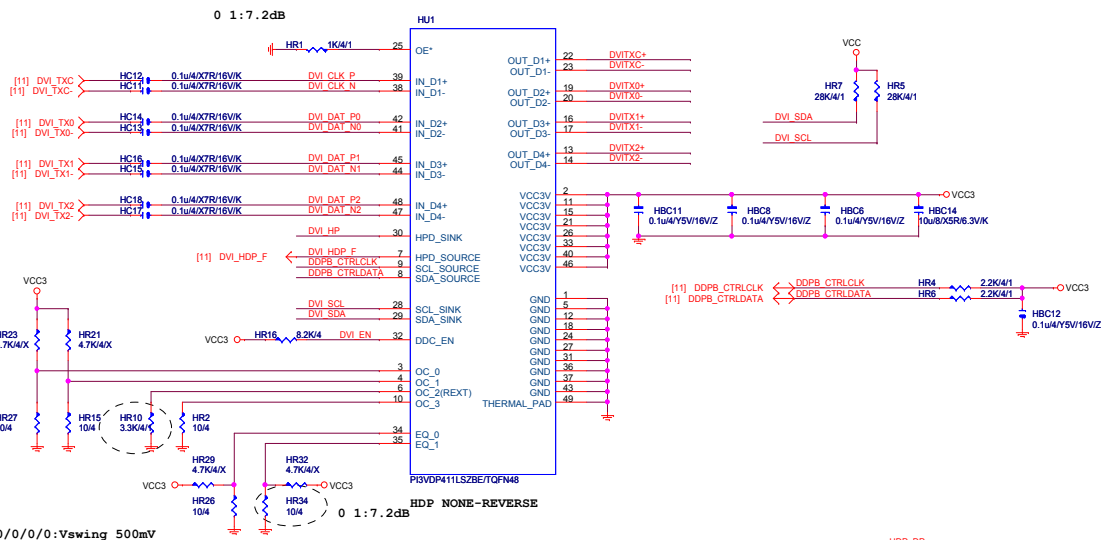 0 1:7.2dB
HU1
HR1 1K/4/1 25 OE*
[11] DVI_TXC HC12 0.1u/4/X7R/16V/K DVI_CLK_P 39 IN_D1+
[11] DVI_TXC- HC11 0.1u/4/X7R/16V/K DVI_CLK_N 38 IN_D1-
[11] DVI_TX0 HC14 0.1u/4/X7R/16V/K DVI_DAT_P0 42 IN_D2+
[11] DVI_TX0- HC13 0.1u/4/X7R/16V/K DVI_DAT_N0 41 IN_D2-
[11] DVI_TX1 HC16 0.1u/4/X7R/16V/K DVI_DAT_P1 45 IN_D3+
[11] DVI_TX1- HC15 0.1u/4/X7R/16V/K DVI_DAT_N1 44 IN_D3-
[11] DVI_TX2 HC18 0.1u/4/X7R/16V/K DVI_DAT_P2 48 IN_D4+
[11] DVI_TX2- HC17 0.1u/4/X7R/16V/K DVI_DAT_N2 47 IN_D4-
DVI_HP 30 HPD_SINK
[11] DVI_HDP_F DVI_HDP_F 7 HPD_SOURCE
DDPB_CTRLCLK 9 SCL_SOURCE
DDPB_CTRLDATA 8 SDA_SOURCE
DVI_SCL 28 SCL_SINK
DVI_SDA 29 SDA_SINK
VCC3 HR16 8.2K/4 DVI_EN 32 DDC_EN
3 OC_0
4 OC_1
6 OC_2(REXT)
10 OC_3
34 EQ_0
35 EQ_1
OUT_D1+ 22 DVITXC+
OUT_D1- 23 DVITXC-
OUT_D2+ 19 DVITX0+
OUT_D2- 20 DVITX0-
OUT_D3+ 16 DVITX1+
OUT_D3- 17 DVITX1-
OUT_D4+ 13 DVITX2+
OUT_D4- 14 DVITX2-
VCC3V 2
VCC3V 11
VCC3V 15
VCC3V 21
VCC3V 26
VCC3V 33
VCC3V 40
VCC3V 46
GND 1
GND 5
GND 12
GND 18
GND 24
GND 27
GND 31
GND 36
GND 37
GND 43
THERMAL_PAD 49
PI3VDP411LSZBE/TQFN48
HDP NONE-REVERSE
VCC
HR7
28K/4/1
HR5
28K/4/1
DVI_SDA
DVI_SCL
VCC3
HBC11
0.1u/4/Y5V/16V/Z
HBC8
0.1u/4/Y5V/16V/Z
HBC6
0.1u/4/Y5V/16V/Z
HBC14
10u/8/X5R/6.3V/K
[11] DDPB_CTRLCLK DDPB_CTRLCLK HR4 2.2K/4/1 VCC3
[11] DDPB_CTRLDATA DDPB_CTRLDATA HR6 2.2K/4/1
HBC12
0.1u/4/Y5V/16V/Z
VCC3
HR23
.7K/4/X
HR21
4.7K/4/X
HR27
0/4
HR15
10/4
HR10
3.3K/4/1
HR2
10/4
HR29
4.7K/4/X
VCC3
HR26
10/4
HR32
4.7K/4/X
VCC3
HR34
10/4
0 1:7.2dB
0/0/0/0:Vswing 500mV